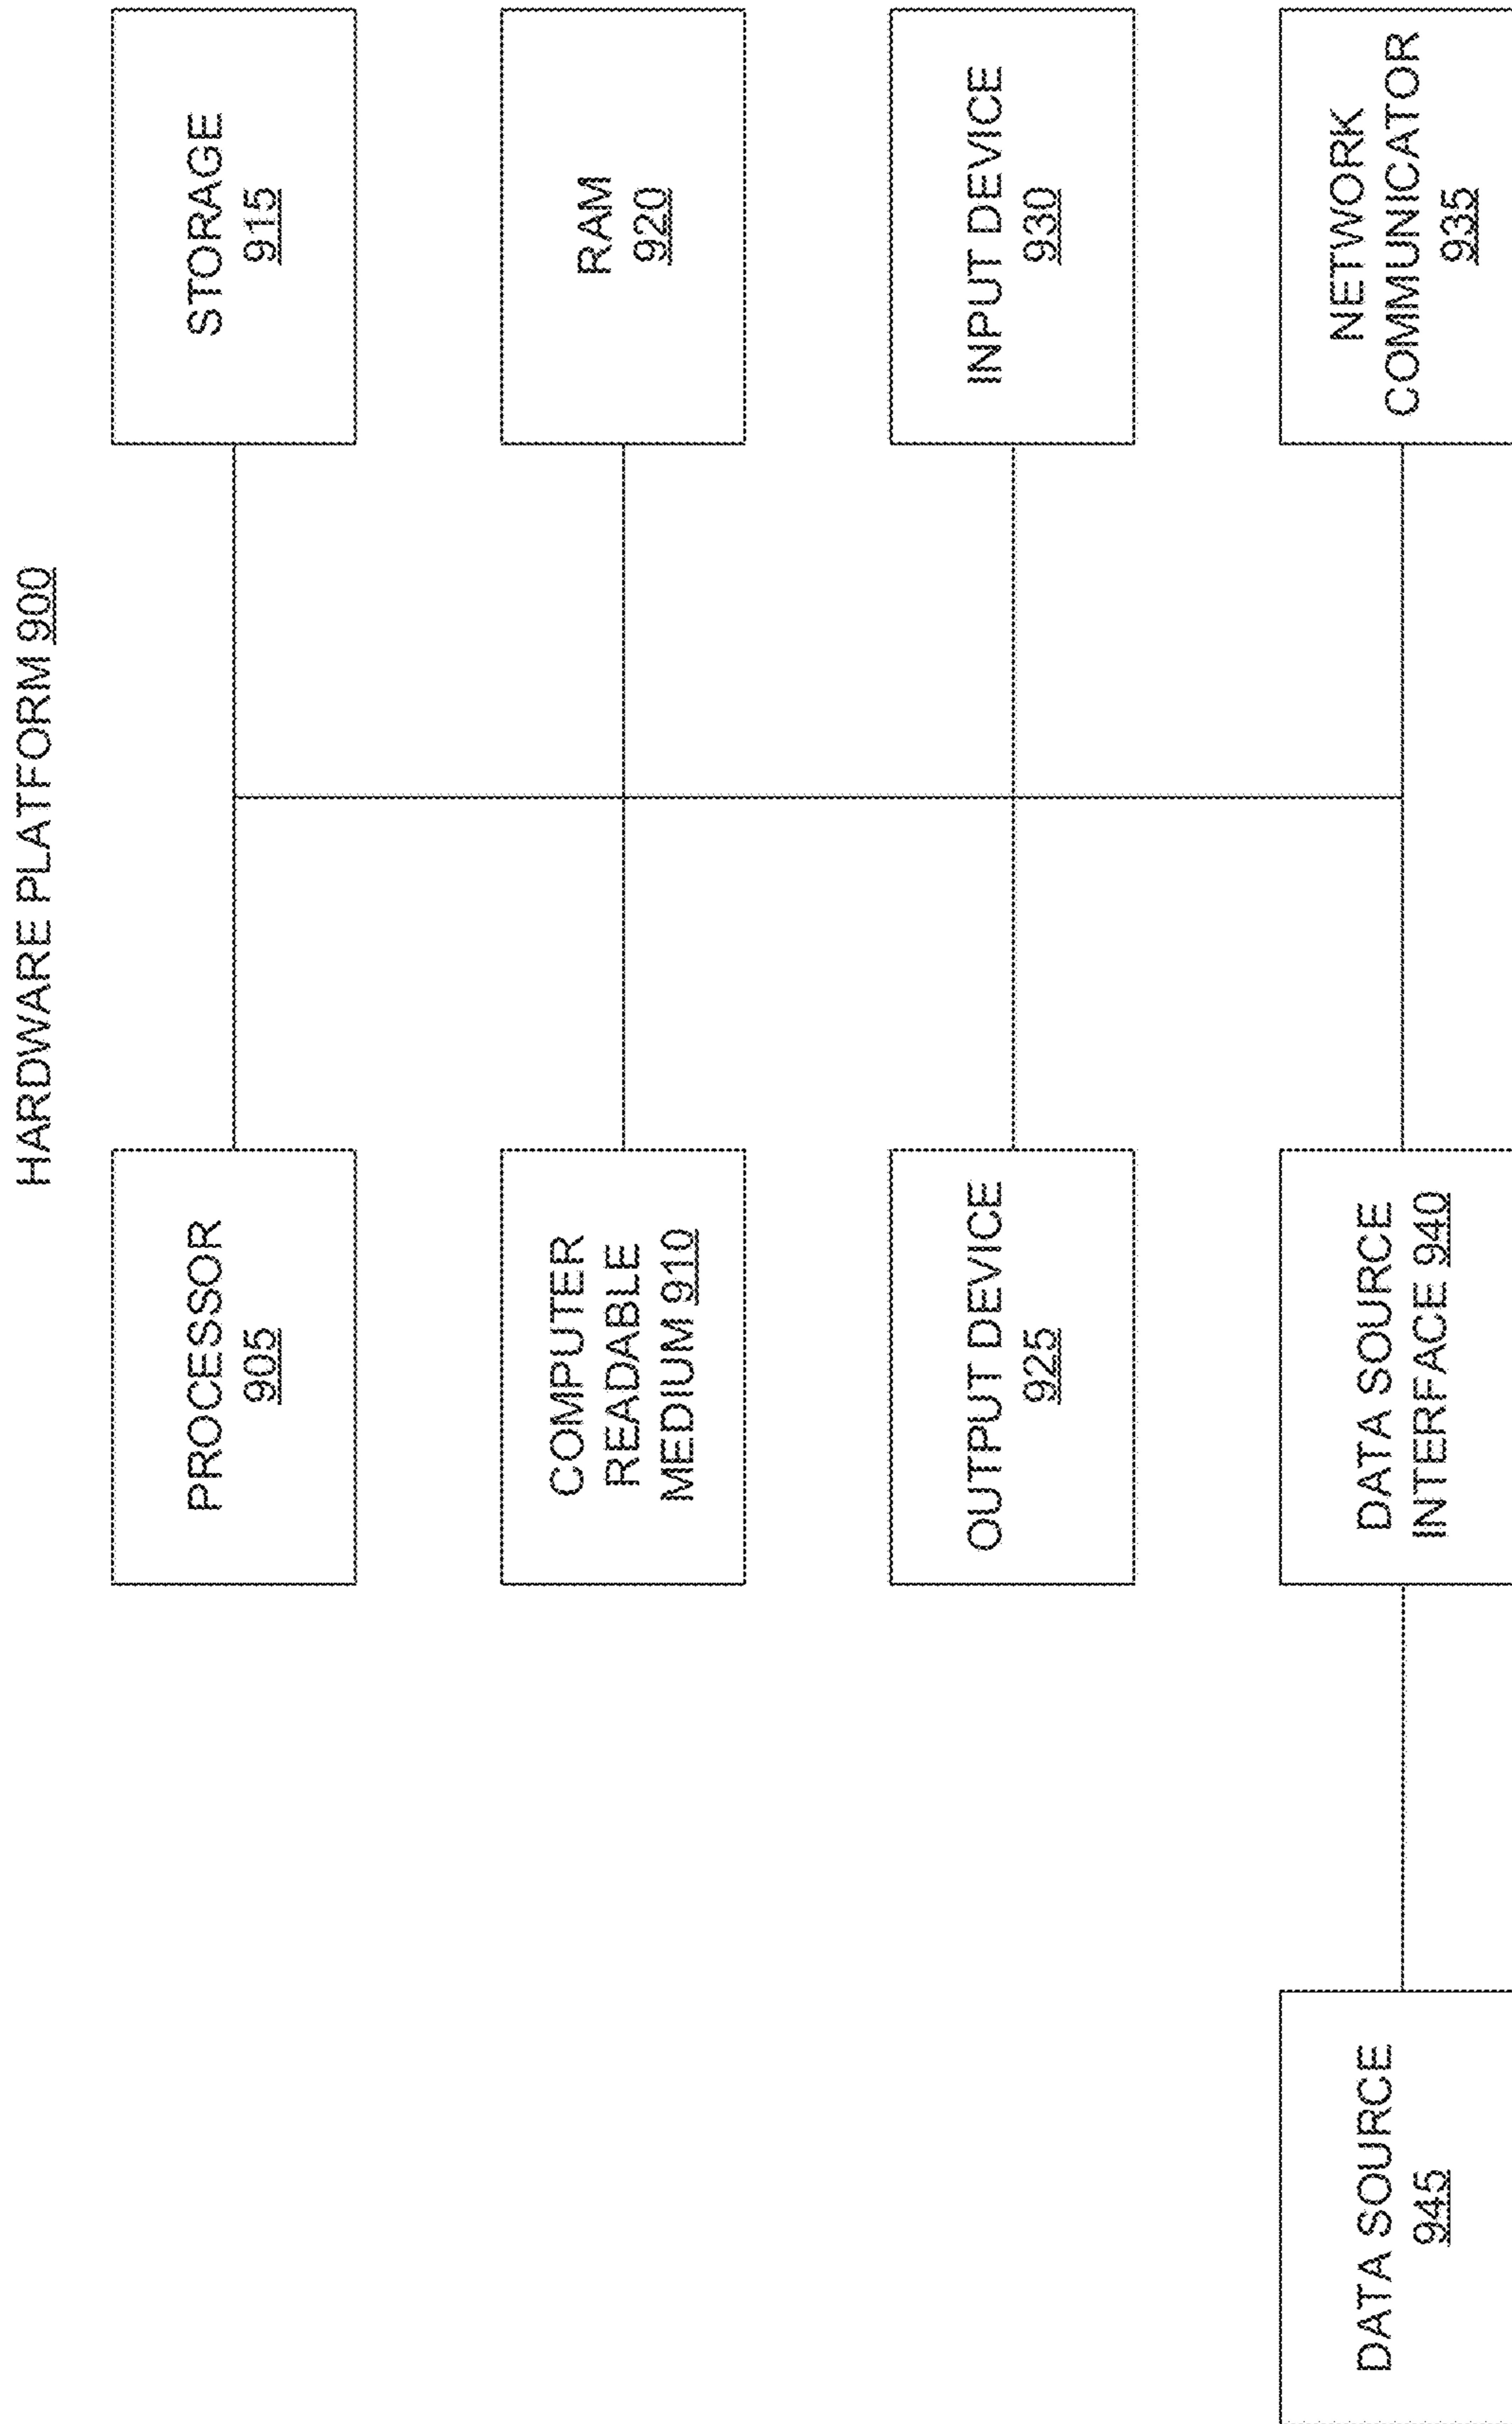 HARDWARE PLATFORM 900
PROCESSOR
905
STORAGE
915
COMPUTER
READABLE
MEDIUM 910
RAM
920
OUTPUT DEVICE
925
INPUT DEVICE
930
DATA SOURCE
945
DATA SOURCE
INTERFACE 940
NETWORK
COMMUNICATOR
935